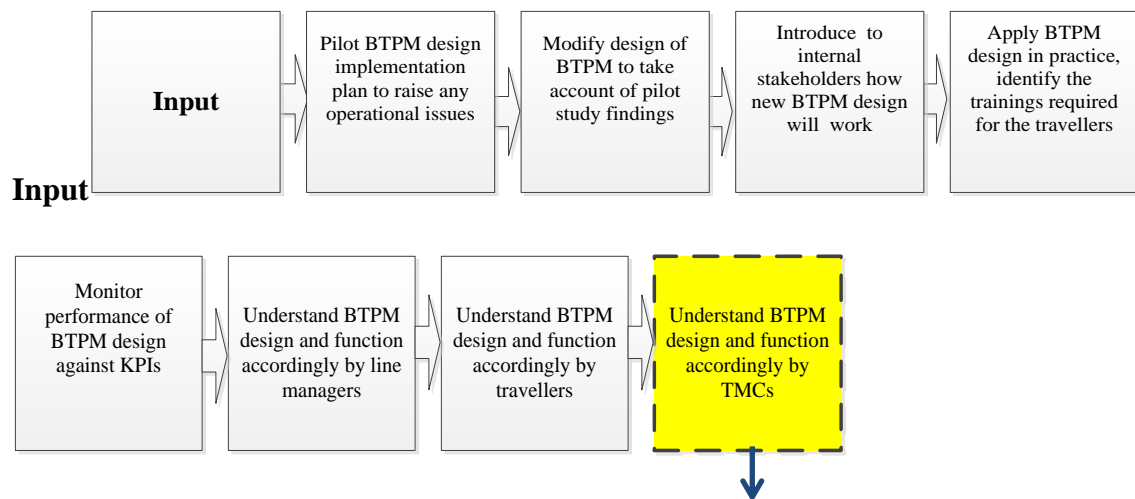 Input
Pilot BTPM design
implementation
plan to raise any
operational issues
Modify design of
BTPM to take
account of pilot
study findings
Introduce to
internal
stakeholders how
new BTPM design
will work
Apply BTPM
design in practice,
identify the
trainings required
for the travellers
Input
Monitor
performance of
BTPM design
against KPIs
Understand BTPM
design and function
accordingly by line
managers
Understand BTPM
design and function
accordingly by
travellers
Understand BTPM
design and function
accordingly by
TMCs